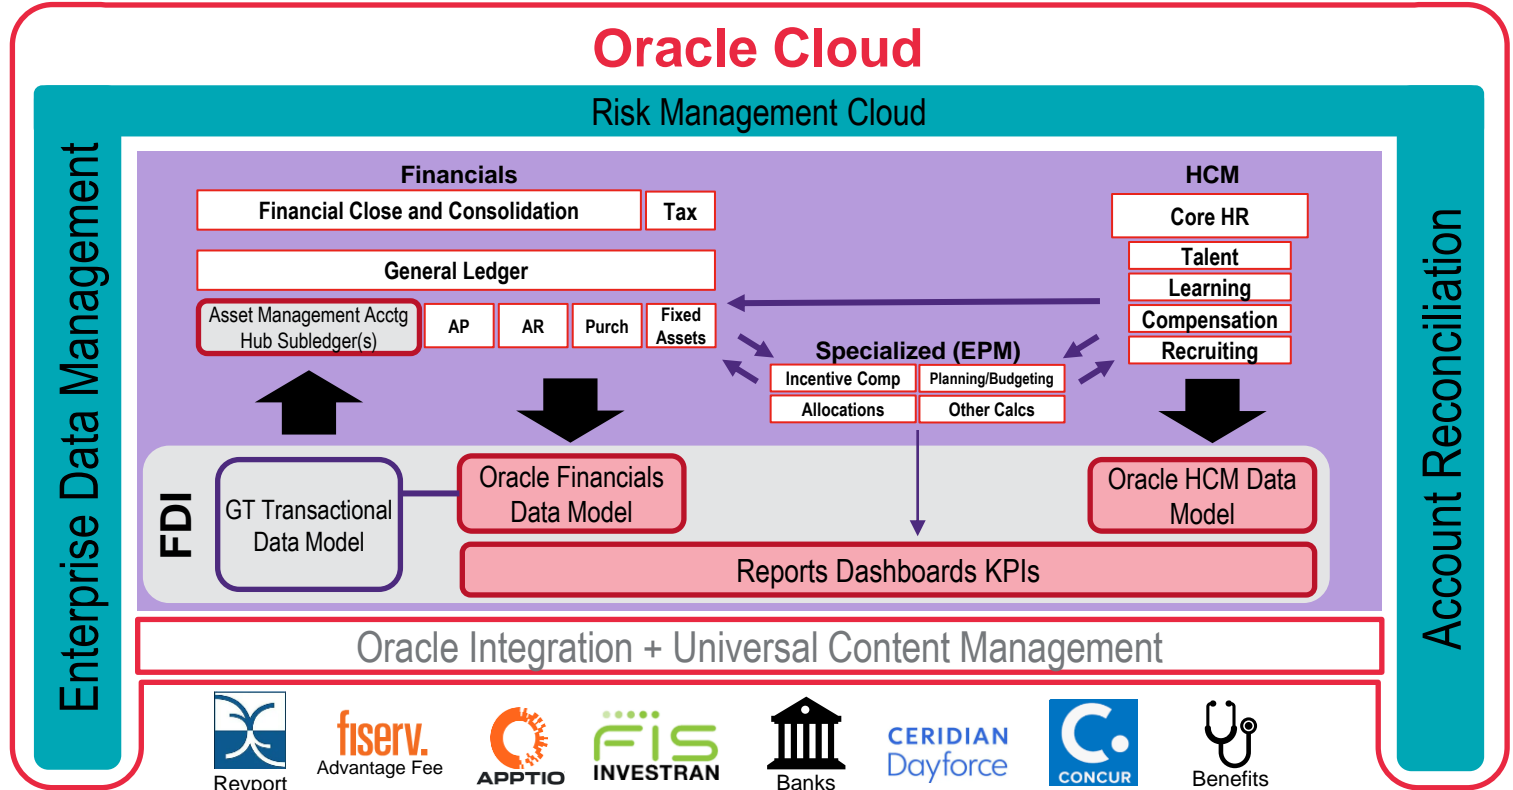 Oracle Cloud
Risk Management Cloud
Enterprise Data Management
Account Reconciliation
Financials
Financial Close and Consolidation
Tax
General Ledger
Asset Management Acctg
Hub Subledger(s)
AP
AR
Purch
Fixed
Assets
HCM
Core HR
Talent
Learning
Compensation
Recruiting
Specialized (EPM)
Incentive Comp
Planning/Budgeting
Allocations
Other Calcs
FDI
GT Transactional
Data Model
Oracle Financials
Data Model
Oracle HCM Data
Model
Reports Dashboards KPIs
Oracle Integration + Universal Content Management
Revport
fiserv.
Advantage Fee
APPTIO
FIS
INVESTRAN
Banks
CERIDIAN
Dayforce
C.
CONCUR
Benefits